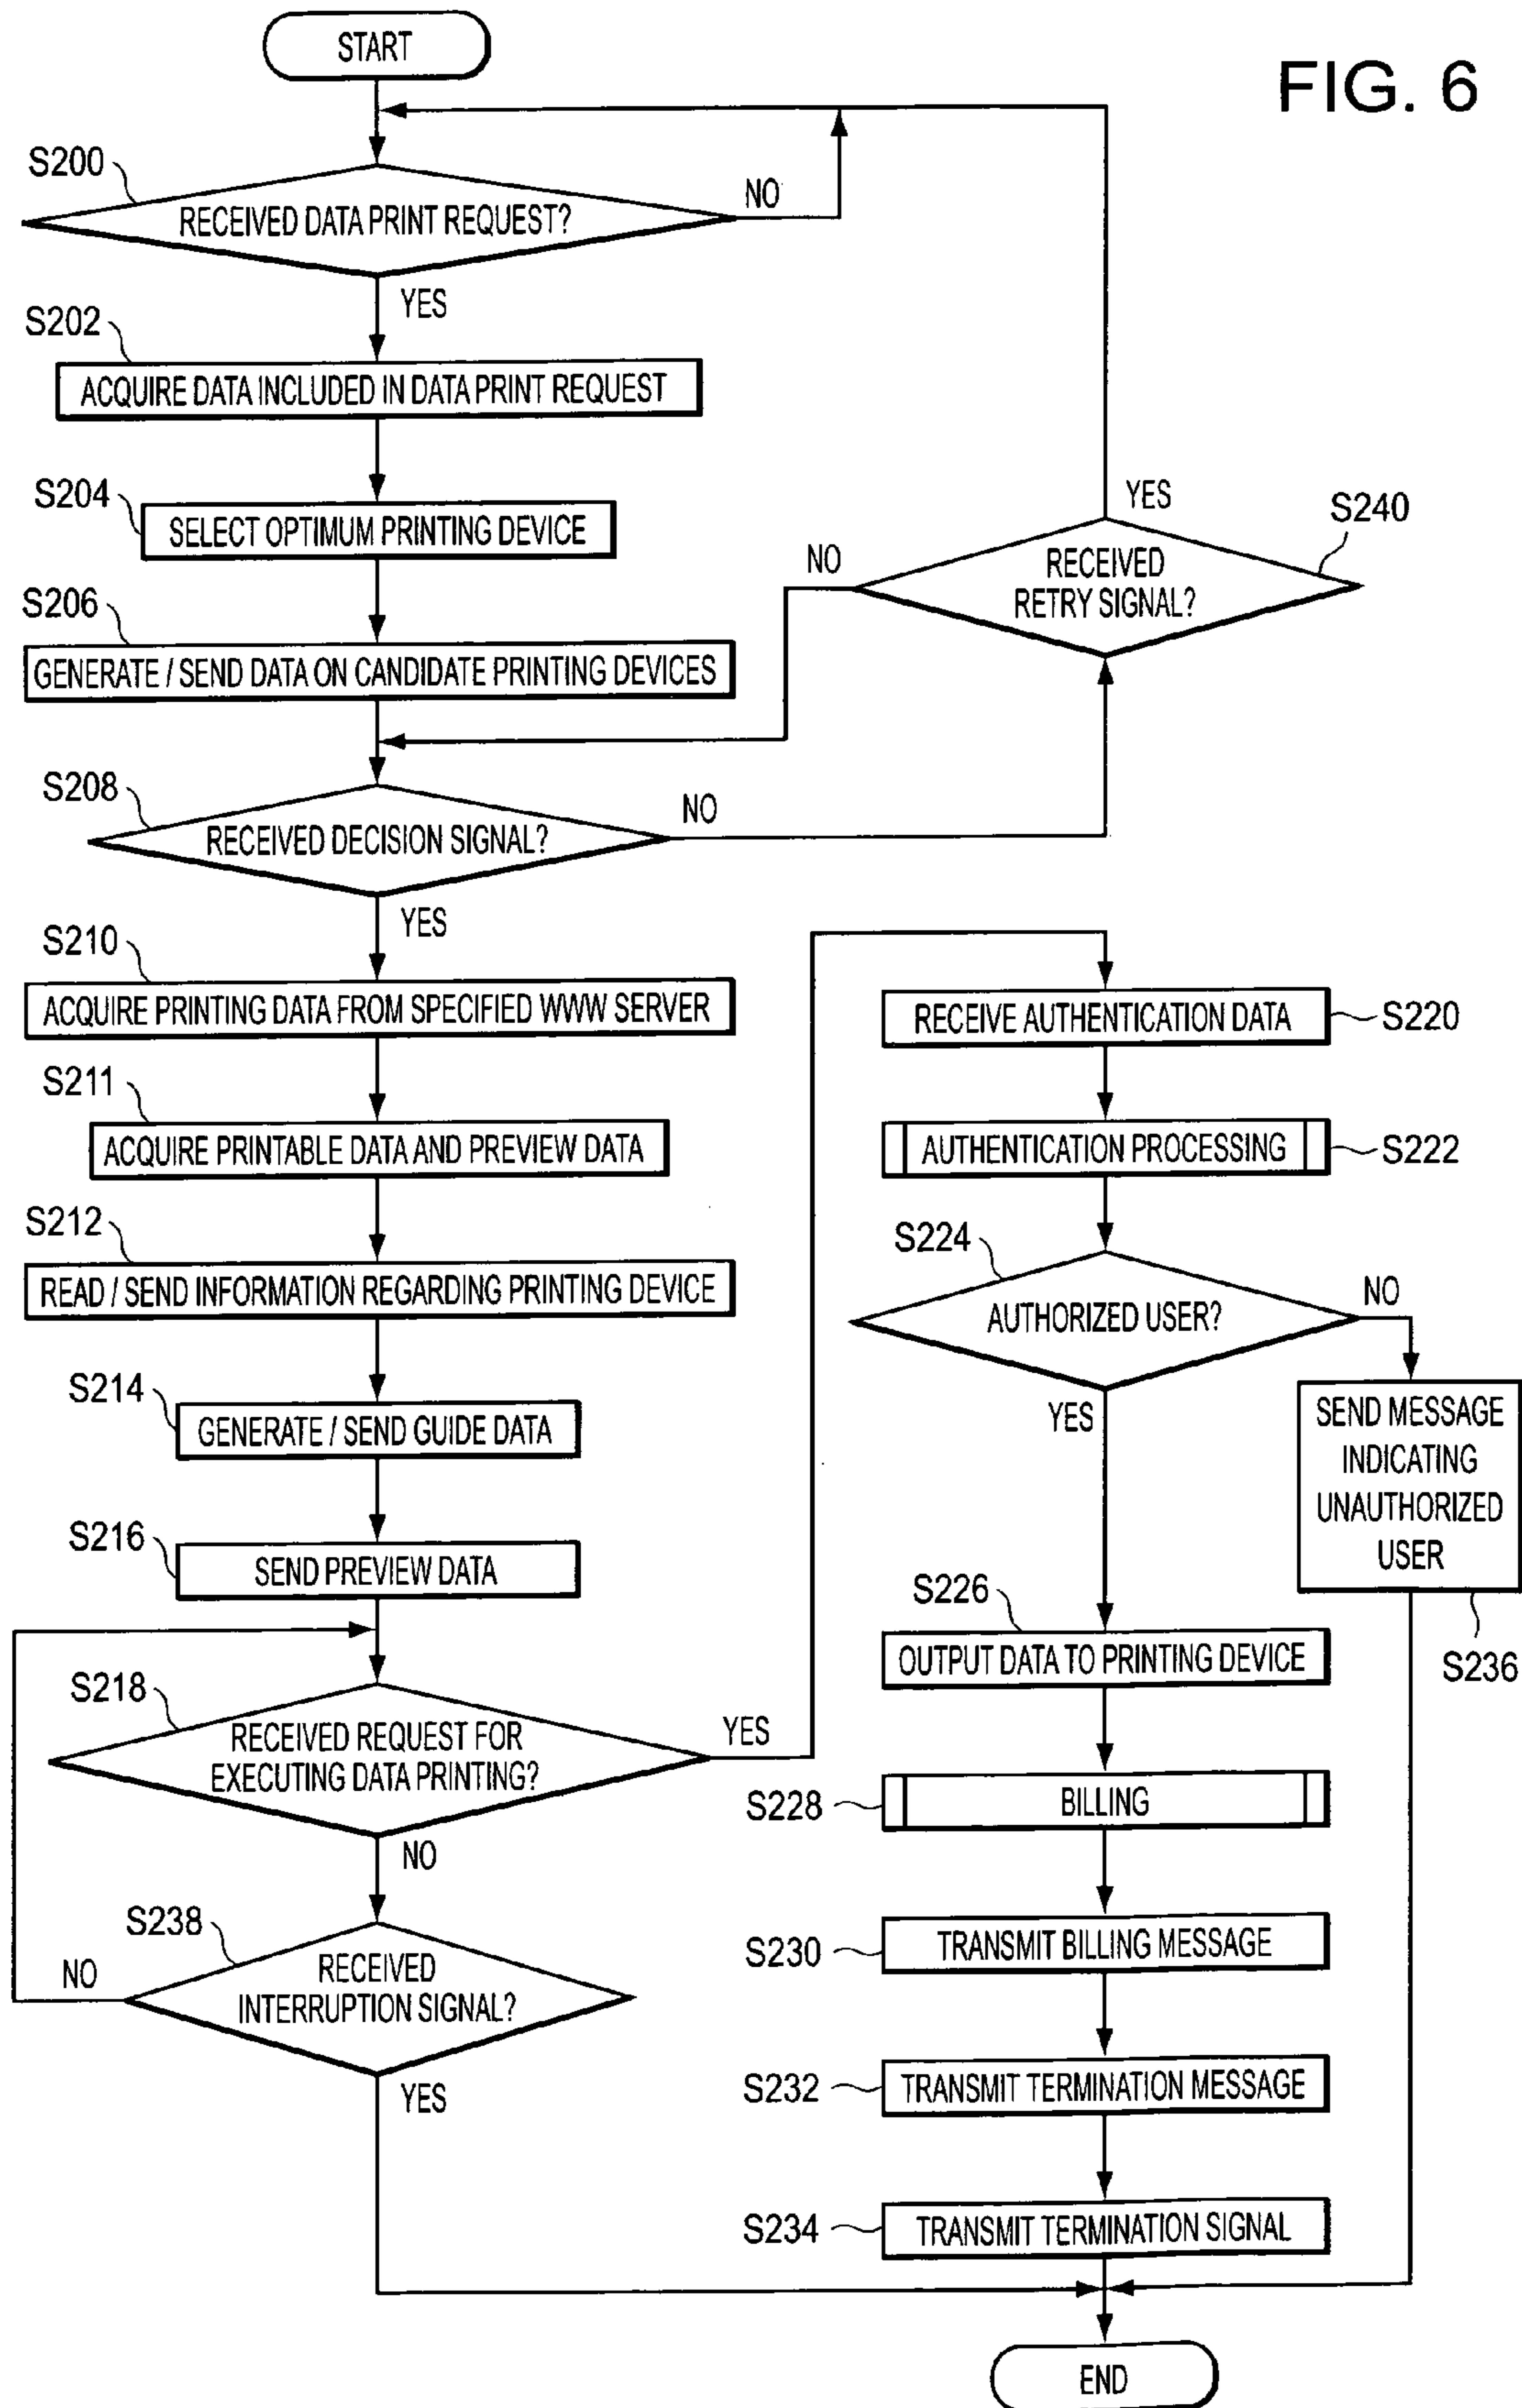 FIG. 6
START
S200
RECEIVED DATA PRINT REQUEST?
NO
YES
S202
ACQUIRE DATA INCLUDED IN DATA PRINT REQUEST
S204
SELECT OPTIMUM PRINTING DEVICE
S206
GENERATE / SEND DATA ON CANDIDATE PRINTING DEVICES
YES
S240
NO
RECEIVED
RETRY SIGNAL?
S208
RECEIVED DECISION SIGNAL?
NO
YES
S210
ACQUIRE PRINTING DATA FROM SPECIFIED WWW SERVER
S211
ACQUIRE PRINTABLE DATA AND PREVIEW DATA
S212
READ / SEND INFORMATION REGARDING PRINTING DEVICE
S214
GENERATE / SEND GUIDE DATA
S216
SEND PREVIEW DATA
S218
RECEIVED REQUEST FOR
EXECUTING DATA PRINTING?
YES
NO
S238
RECEIVED
INTERRUPTION SIGNAL?
NO
YES
RECEIVE AUTHENTICATION DATA
S220
AUTHENTICATION PROCESSING
S222
S224
AUTHORIZED USER?
NO
YES
SEND MESSAGE
INDICATING
UNAUTHORIZED
USER
S236
S226
OUTPUT DATA TO PRINTING DEVICE
S228
BILLING
S230
TRANSMIT BILLING MESSAGE
S232
TRANSMIT TERMINATION MESSAGE
S234
TRANSMIT TERMINATION SIGNAL
END